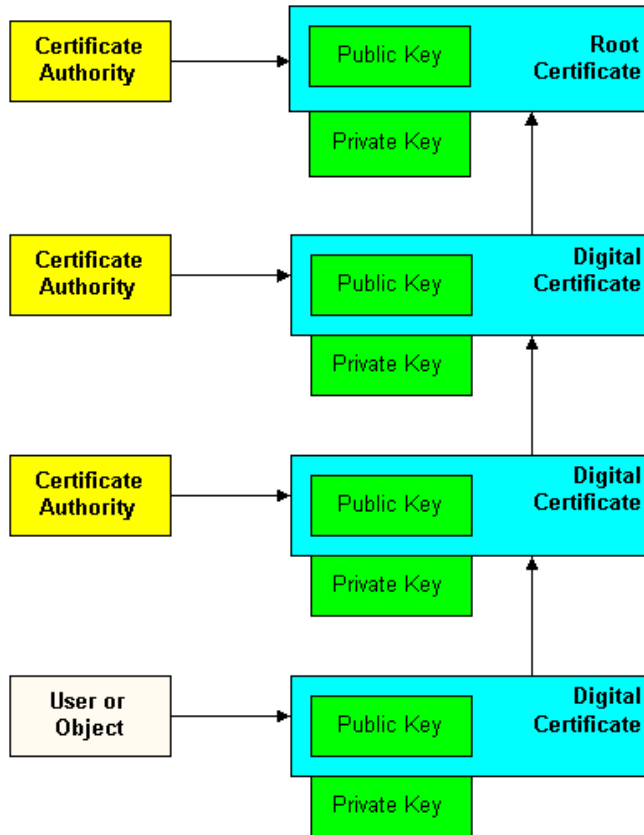 Certificate
Authority
Public Key
Root
Certificate
Private Key
Certificate
Authority
Public Key
Digital
Certificate
Private Key
Certificate
Authority
Public Key
Digital
Certificate
Private Key
User or
Object
Public Key
Digital
Certificate
Private Key